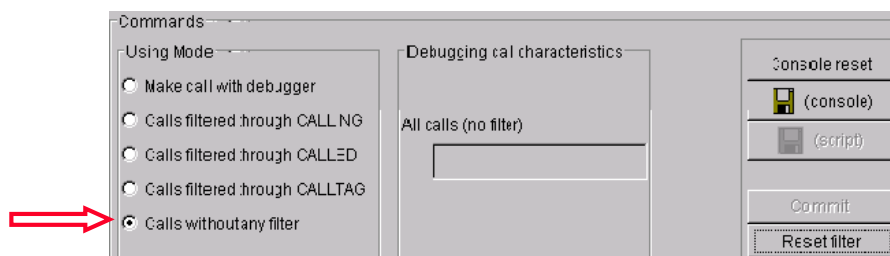 Commands
Using Mode
Make call with debugger
Calls filtered through CALLING
Calls filtered through CALLED
Calls filtered through CALLTAG
Calls without any filter
Debugging call characteristics
All calls (no filter)
Console reset
(console)
(script)
Commit
Reset filter